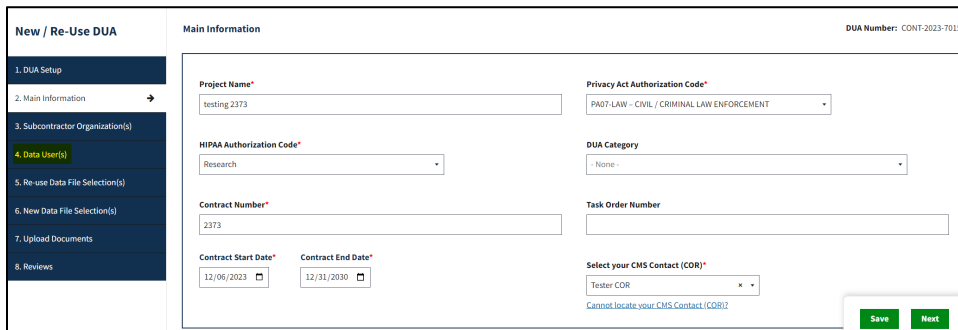 New / Re-Use DUA
1. DUA Setup
2. Main Information
3. Subcontractor Organization(s)
4. Data User(s)
5. Re-use Data File Selection(s)
6. New Data File Selection(s)
7. Upload Documents
8. Reviews
Main Information
DUA Number: CONT-2023-7015
Project Name*
testing 2373
Privacy Act Authorization Code*
PA07-LAW – CIVIL / CRIMINAL LAW ENFORCEMENT
HIPAA Authorization Code*
Research
DUA Category
- None -
Contract Number*
2373
Task Order Number
Contract Start Date* Contract End Date*
12/06/2023 12/31/2030
Select your CMS Contact (COR)*
Tester COR ×
Cannot locate your CMS Contact (COR)?
Save Next